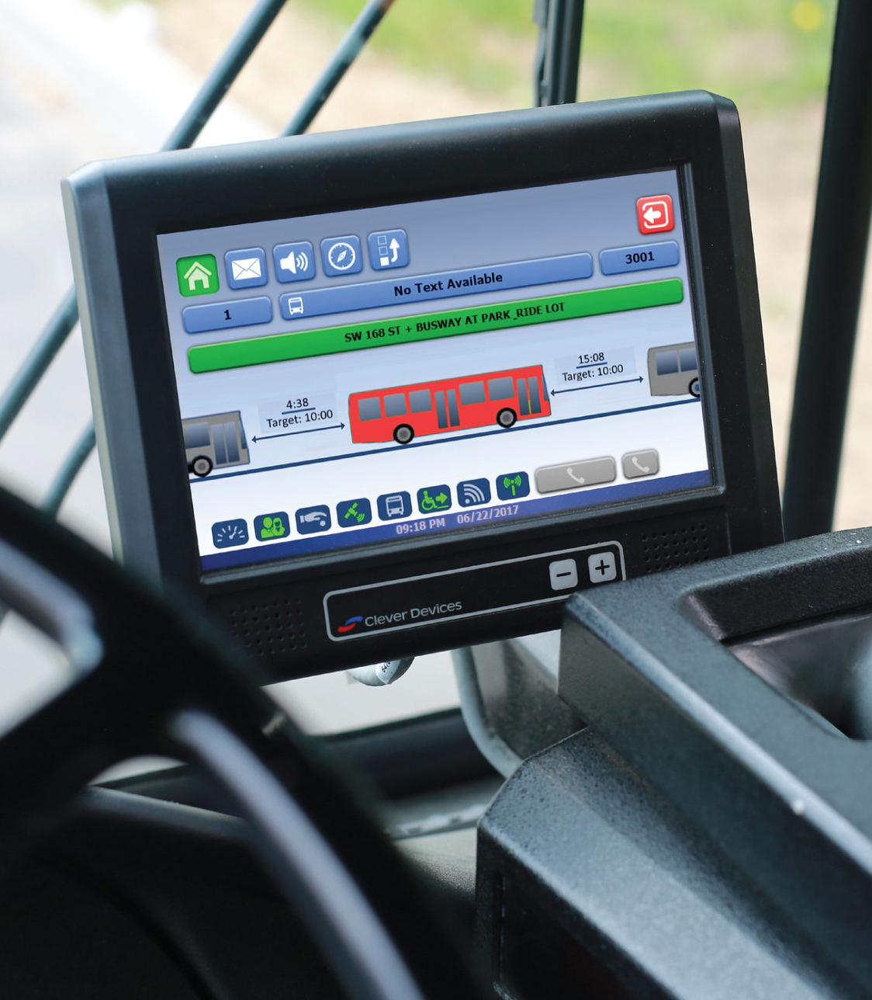 No Text Available
3001
1
SW 168 ST + BUSWAY AT PARK_RIDE LOT
15:08
Target: 10:00
4:38
Target: 10:00
09:18 PM 06/22/2017
Clever Devices
− +